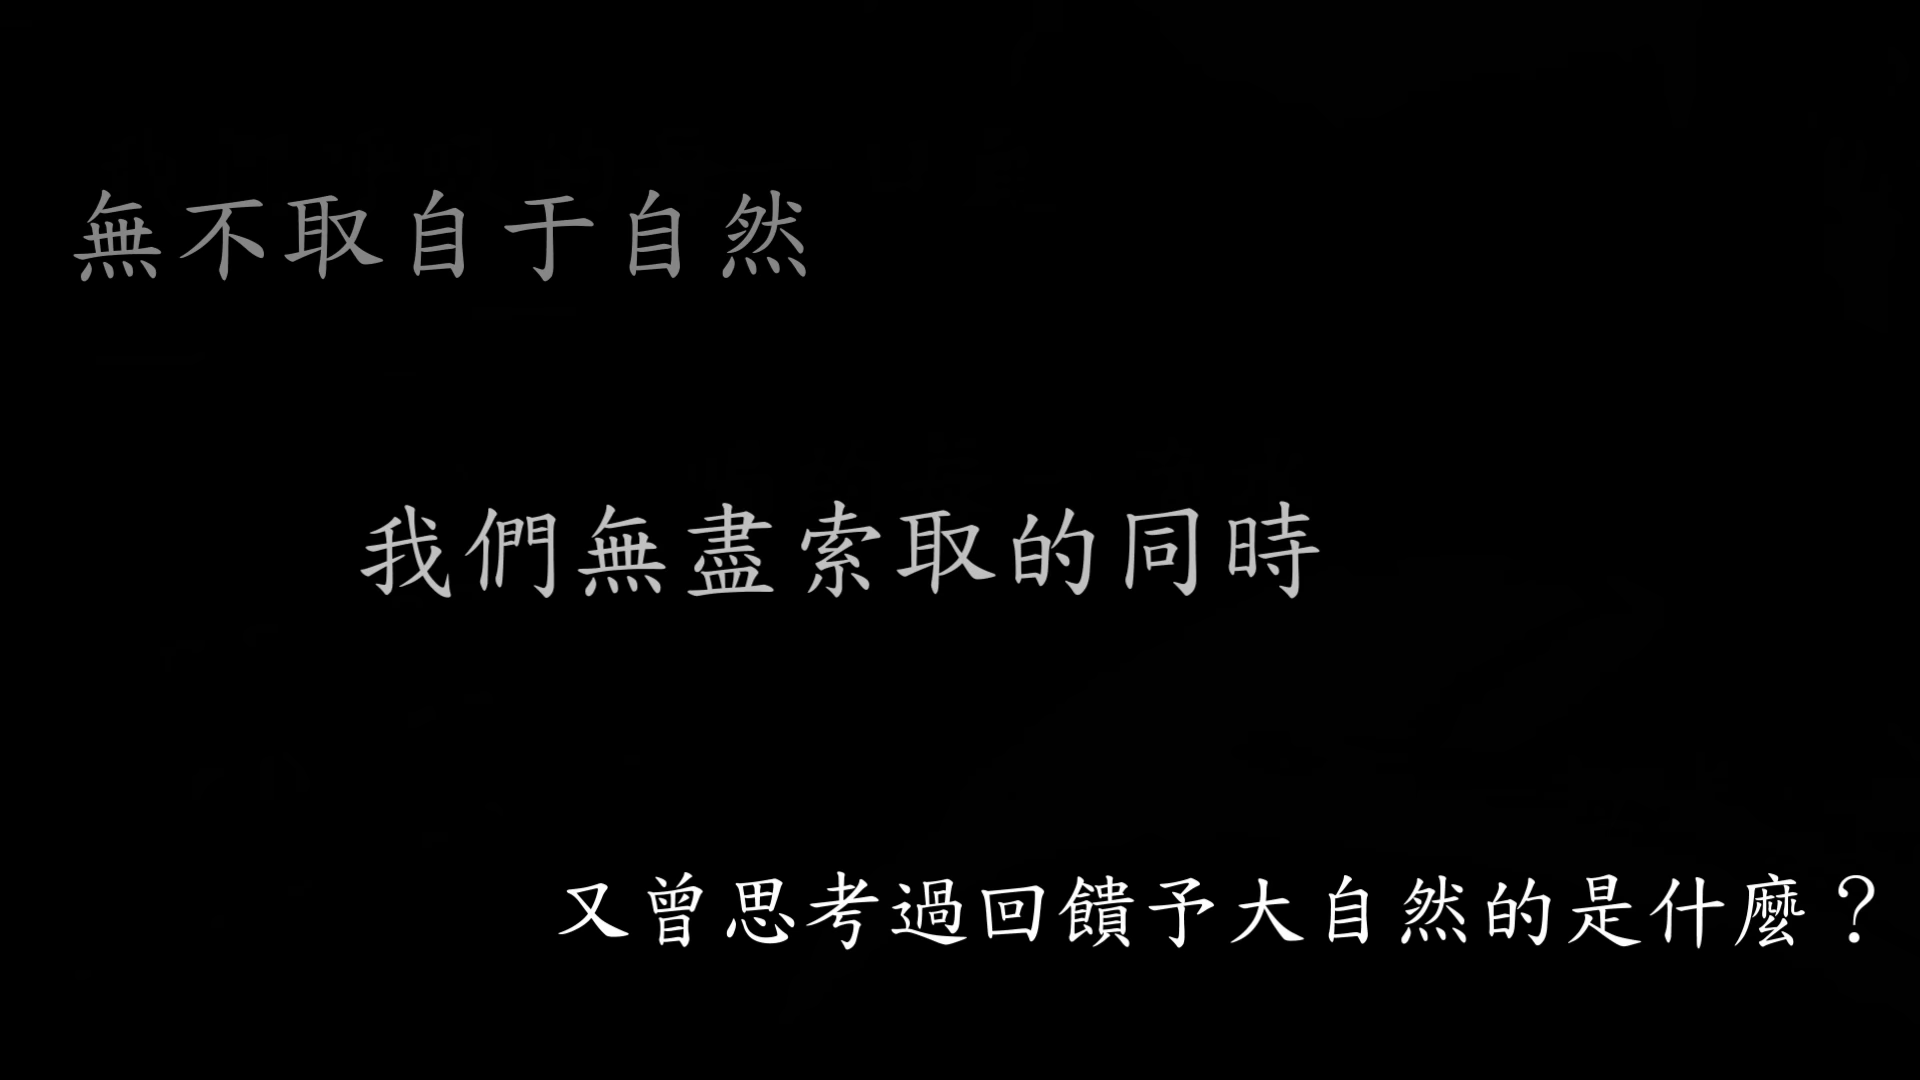 無不取自于自然
我們無盡索取的同時
又曾思考過回饋予大自然的是什麼？